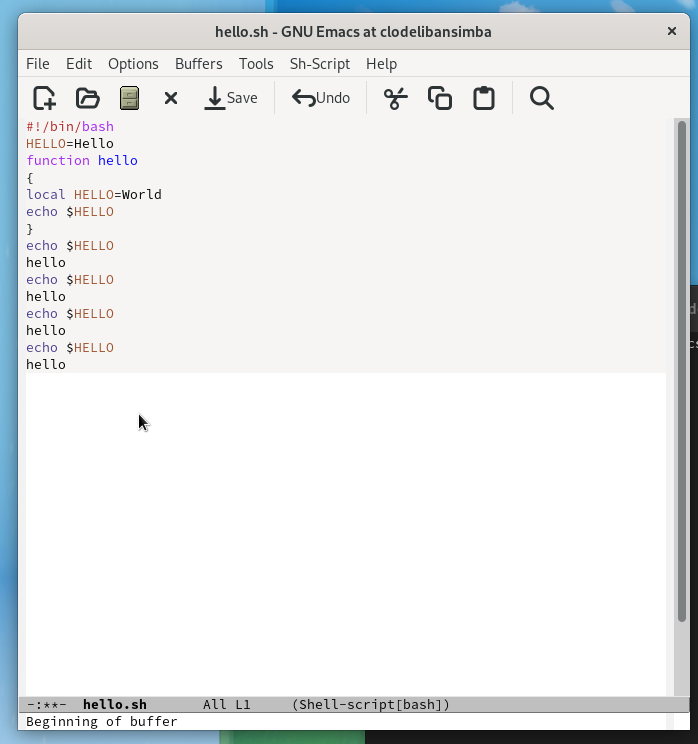 hello.sh - GNU Emacs at clodelibansimba
File Edit Options Buffers Tools Sh-Script Help
Save Undo
#!/bin/bash
HELLO=Hello
function hello
{
local HELLO=World
echo $HELLO
}
echo $HELLO
hello
echo $HELLO
hello
echo $HELLO
hello
echo $HELLO
hello
-:**- hello.sh All L1 (Shell-script[bash])
Beginning of buffer